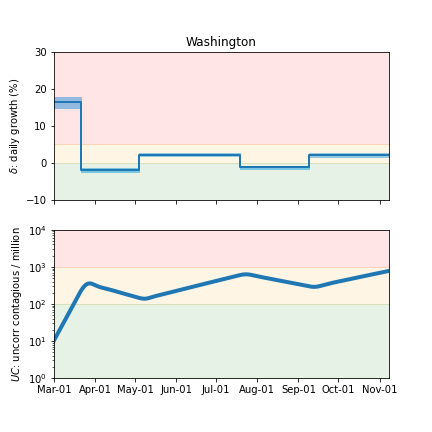 Washington
δ: daily growth (%)
30
20
10
0
−10
UC: uncorr contagious / million
10⁴
10³
10²
10¹
10⁰
Mar-01 Apr-01 May-01 Jun-01 Jul-01 Aug-01 Sep-01 Oct-01 Nov-01